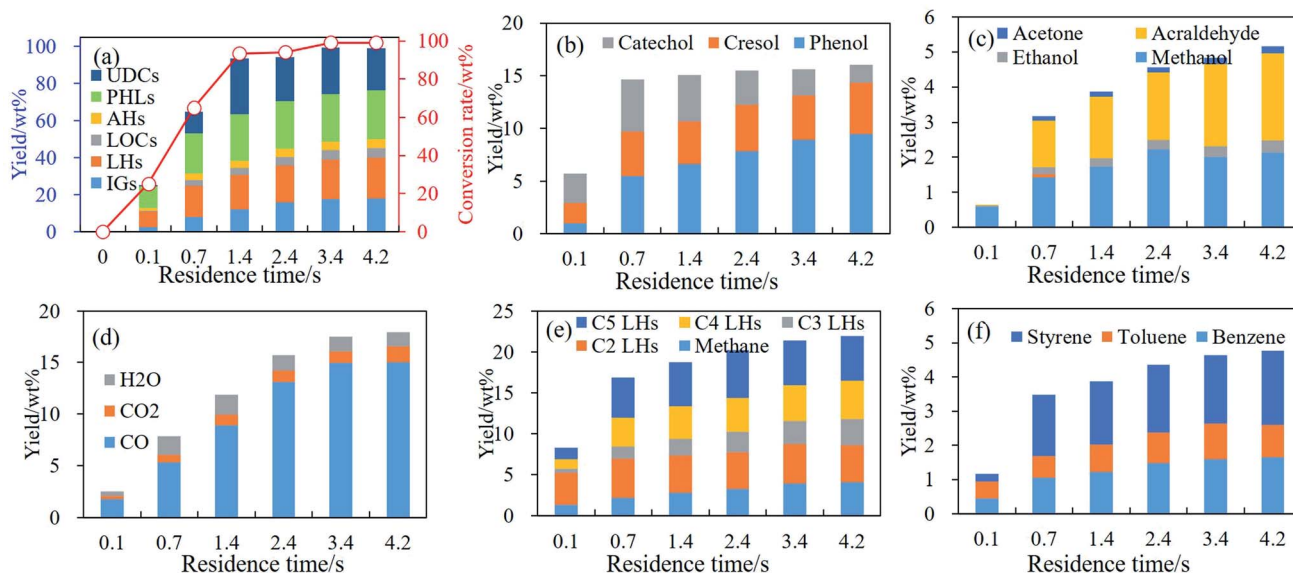 (a)
100
80
60
40
20
0
Yield/wt%
UDCs
PHLs
AHs
LOCs
LHs
IGs
100
80
60
40
20
0
Conversion rate/wt%
0 0.1 0.7 1.4 2.4 3.4 4.2
Residence time/s
(b)
20
15
10
5
0
Yield/wt%
Catechol Cresol Phenol
0.1 0.7 1.4 2.4 3.4 4.2
Residence time/s
(c)
6
5
4
3
2
1
0
Yield/wt%
Acetone Acraldehyde
Ethanol Methanol
0.1 0.7 1.4 2.4 3.4 4.2
Residence time/s
(d)
20
15
10
5
0
Yield/wt%
H2O
CO2
CO
0.1 0.7 1.4 2.4 3.4 4.2
Residence time/s
(e)
25
20
15
10
5
0
Yield/wt%
C5 LHs C4 LHs C3 LHs
C2 LHs Methane
0.1 0.7 1.4 2.4 3.4 4.2
Residence time/s
(f)
6
5
4
3
2
1
0
Yield/wt%
Styrene Toluene Benzene
0.1 0.7 1.4 2.4 3.4 4.2
Residence time/s